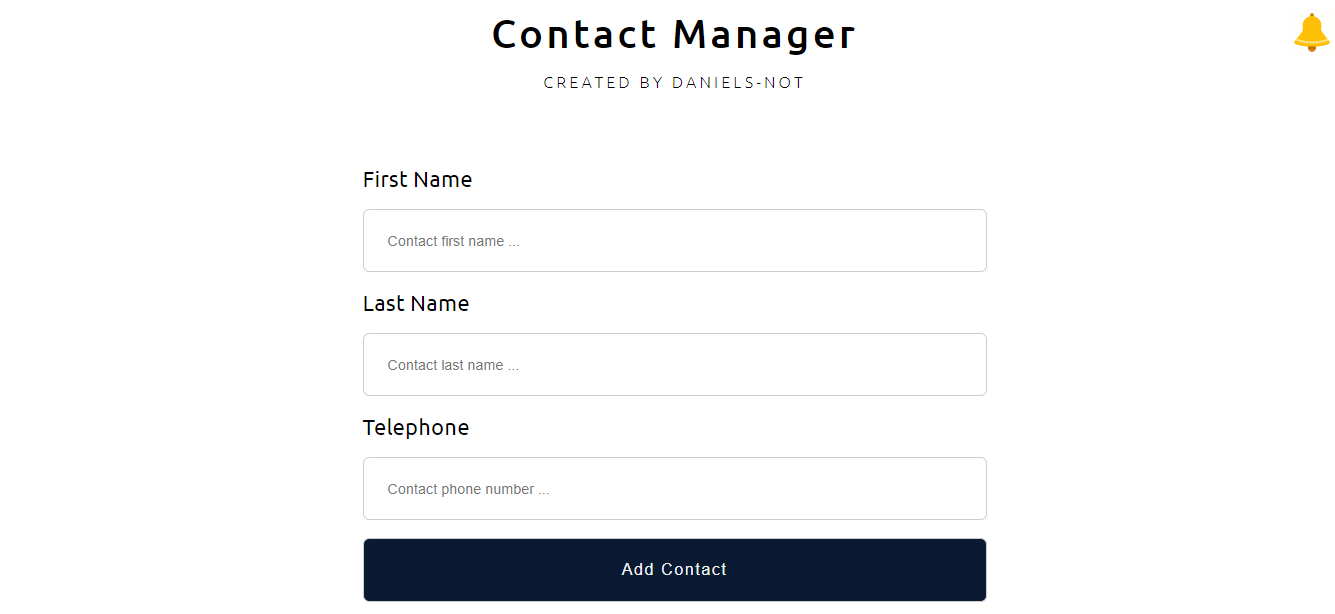 Contact Manager
CREATED BY DANIELS-NOT
First Name
Contact first name ...
Last Name
Contact last name ...
Telephone
Contact phone number ...
Add Contact